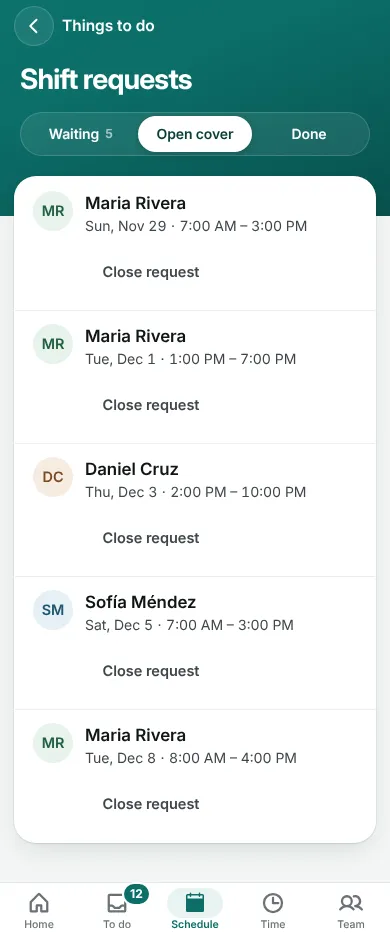 Things to do
Shift requests
Waiting 5
Open cover
Done
MR
Maria Rivera
Sun, Nov 29 · 7:00 AM – 3:00 PM
Close request
MR
Maria Rivera
Tue, Dec 1 · 1:00 PM – 7:00 PM
Close request
DC
Daniel Cruz
Thu, Dec 3 · 2:00 PM – 10:00 PM
Close request
SM
Sofía Méndez
Sat, Dec 5 · 7:00 AM – 3:00 PM
Close request
MR
Maria Rivera
Tue, Dec 8 · 8:00 AM – 4:00 PM
Close request
12
Home
To do
Schedule
Time
Team